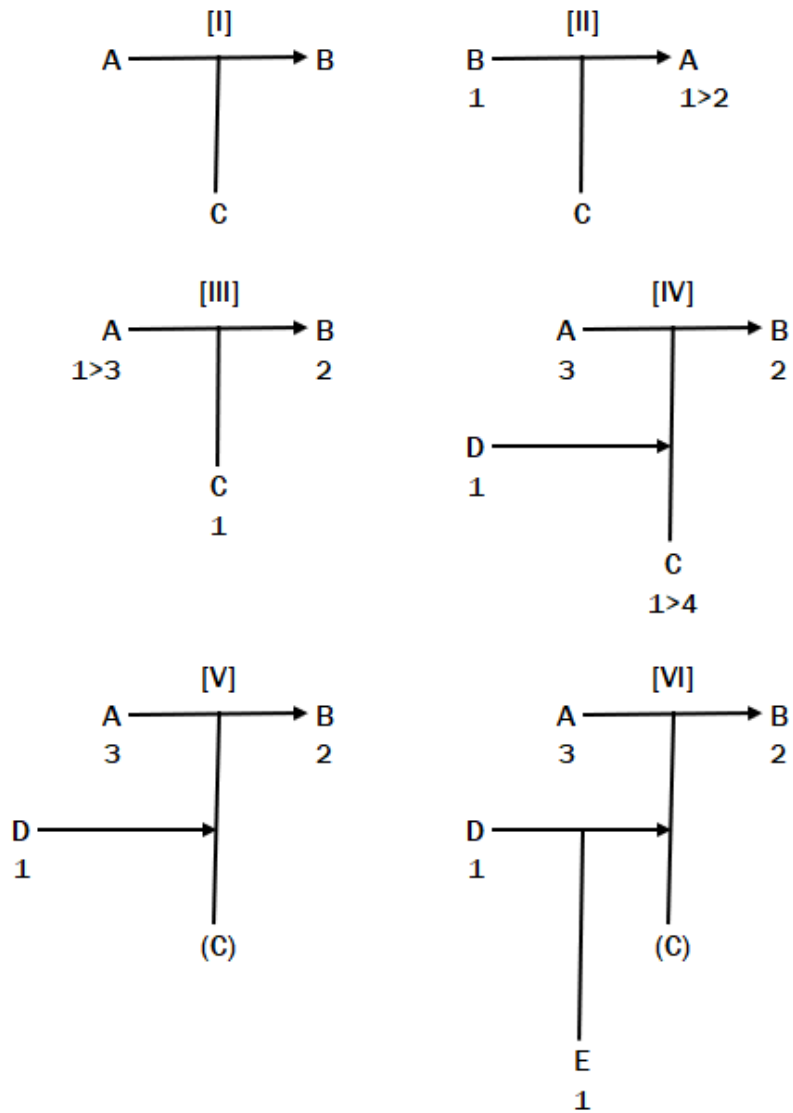 [I] [II]
A B B A
1 1>2
C C
[III] [IV]
A B A B
1>3 2 3 2
D
C 1
1
C
1>4
[V] [VI]
A B A B
3 2 3 2
D D
1 1
(C) (C)
E
1